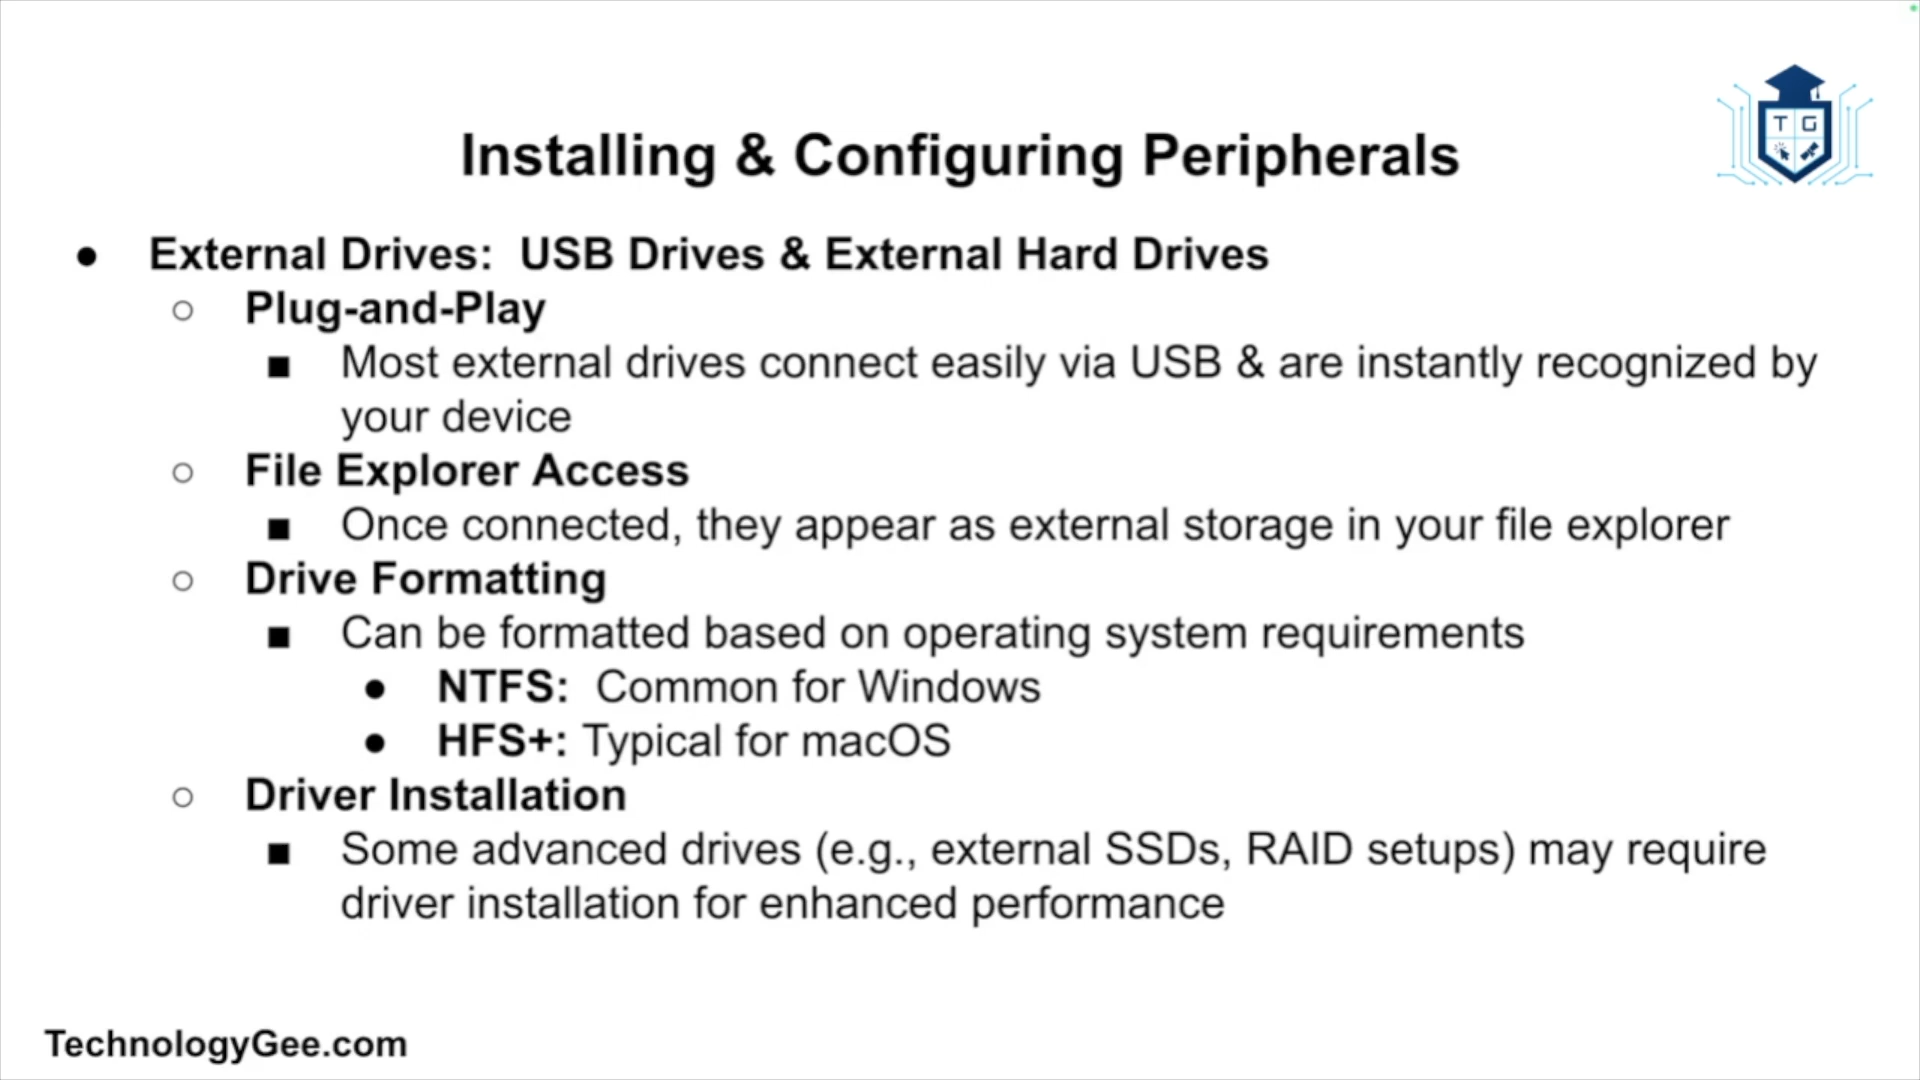 T G
Installing & Configuring Peripherals
● External Drives:  USB Drives & External Hard Drives
○ Plug-and-Play
■ Most external drives connect easily via USB & are instantly recognized by
your device
○ File Explorer Access
■ Once connected, they appear as external storage in your file explorer
○ Drive Formatting
■ Can be formatted based on operating system requirements
● NTFS:  Common for Windows
● HFS+: Typical for macOS
○ Driver Installation
■ Some advanced drives (e.g., external SSDs, RAID setups) may require
driver installation for enhanced performance
TechnologyGee.com